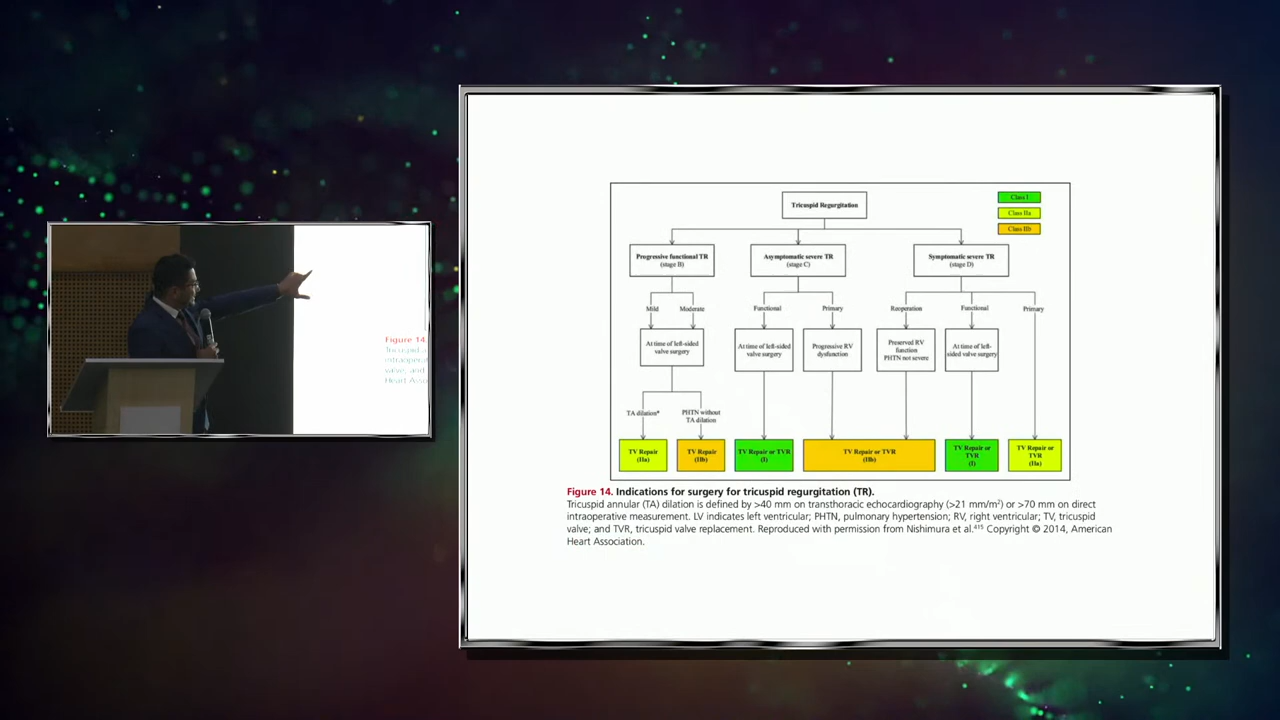 Tricuspid Regurgitation
Class I
Class IIa
Class IIb
Progressive functional TR
(stage B)
Asymptomatic severe TR
(stage C)
Symptomatic severe TR
(stage D)
Mild
Moderate
Functional
Primary
Reoperation
Functional
Primary
At time of left-sided
valve surgery
At time of left-sided
valve surgery
Progressive RV
dysfunction
Preserved RV
function
PHTN not severe
At time of left-
sided valve surgery
TA dilation*
PHTN without
TA dilation
TV Repair
(IIa)
TV Repair
(IIb)
TV Repair or TVR
(I)
TV Repair or TVR
(IIb)
TV Repair or
TVR
(I)
TV Repair or
TVR
(IIa)
Figure 14. Indications for surgery for tricuspid regurgitation (TR).
Tricuspid annular (TA) dilation is defined by >40 mm on transthoracic echocardiography (>21 mm/m²) or >70 mm on direct
intraoperative measurement. LV indicates left ventricular; PHTN, pulmonary hypertension; RV, right ventricular; TV, tricuspid
valve; and TVR, tricuspid valve replacement. Reproduced with permission from Nishimura et al.⁴¹⁵ Copyright © 2014, American
Heart Association.
Figure 14.
Tricuspid a
intraopera
valve, and
Heart Asso